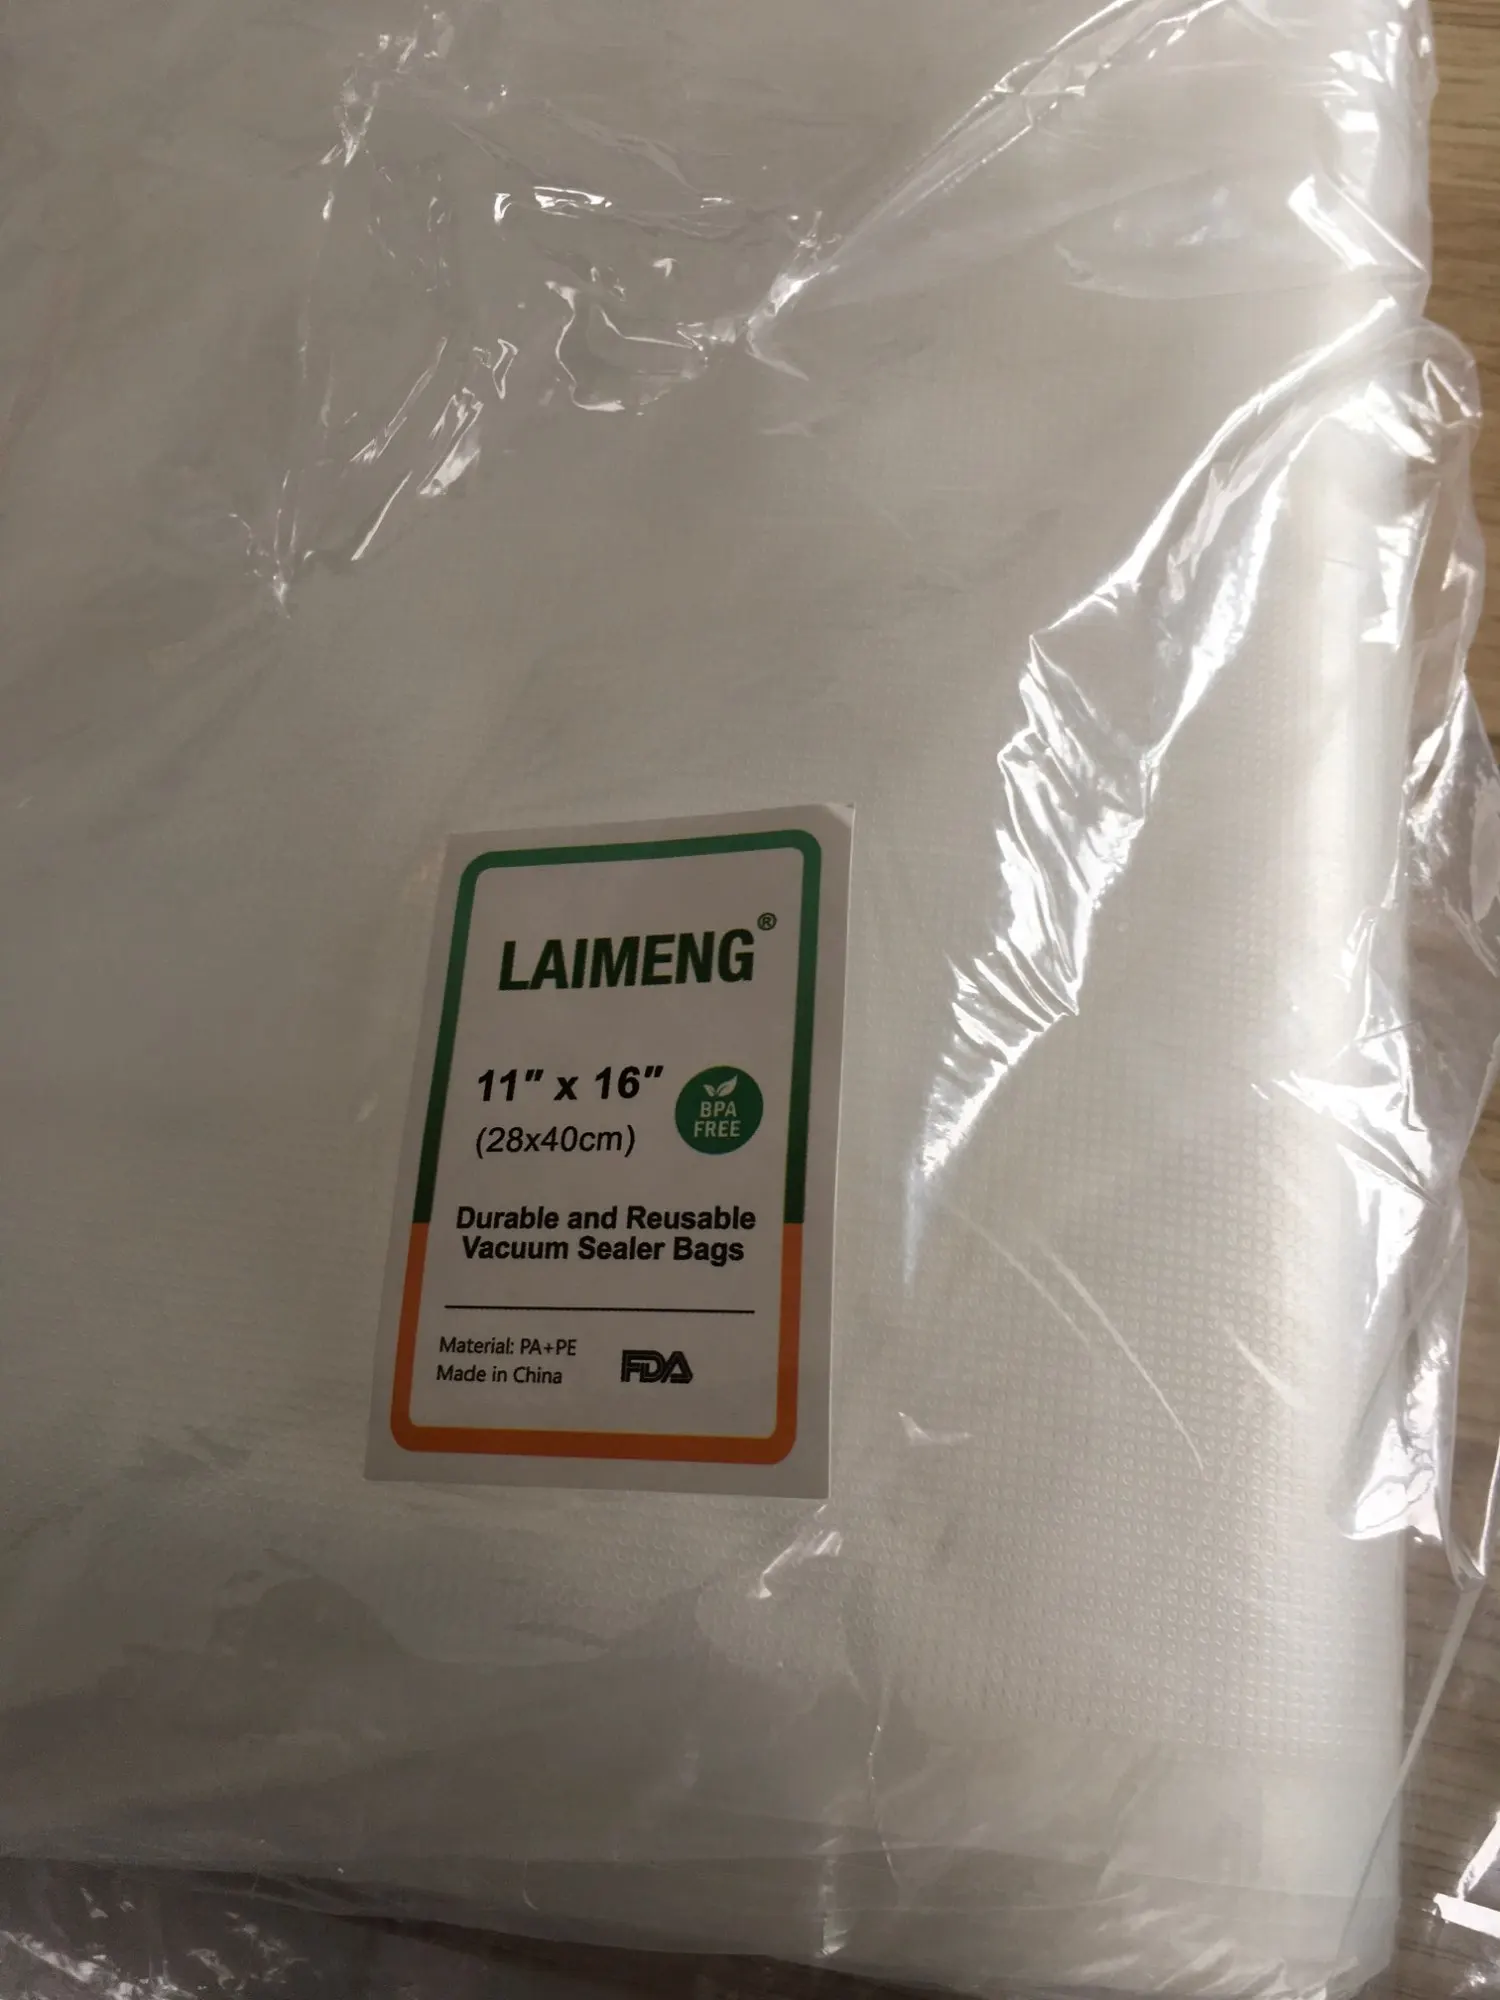 LAIMENG®
11" x 16"
(28x40cm)
BPA
FREE
Durable and Reusable
Vacuum Sealer Bags
Material: PA+PE
Made in China
FDA